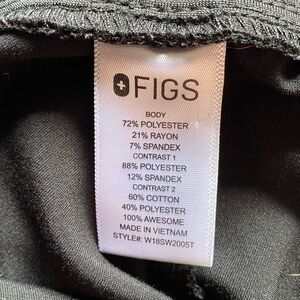 FIGS
BODY
72% POLYESTER
21% RAYON
7% SPANDEX
CONTRAST 1
88% POLYESTER
12% SPANDEX
CONTRAST 2
60% COTTON
40% POLYESTER
100% AWESOME
MADE IN VIETNAM
STYLE#: W18SW2005T